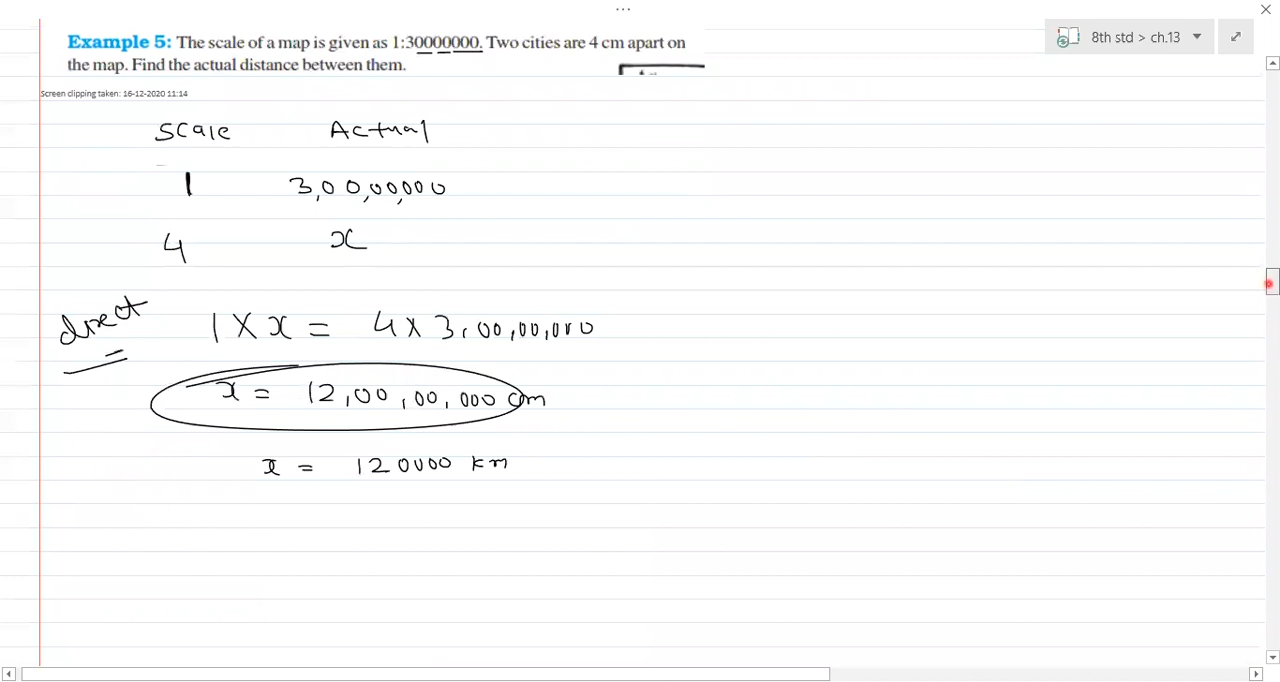 8th std > ch.13
Example 5: The scale of a map is given as 1:30000000. Two cities are 4 cm apart on
the map. Find the actual distance between them.
Screen clipping taken: 16-12-2020 11:14
Scale Actual
1 3,00,00,000
4 x
direct 1 X x = 4 x 3,00,00,000
x = 12,00,00,000 cm
x = 120000 km